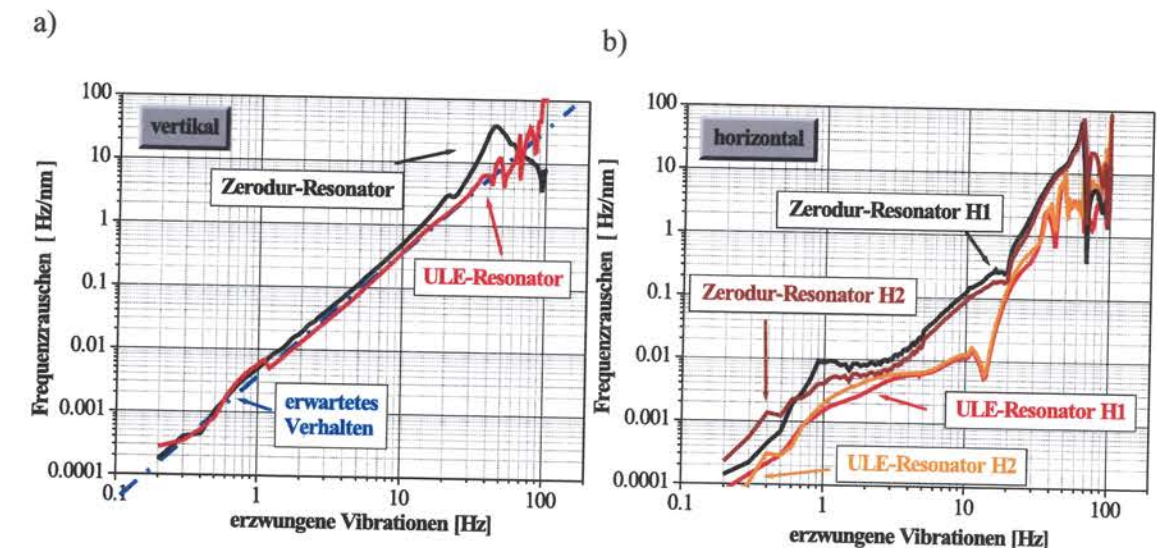 a)
100
10
1
0.1
0.01
0.001
0.0001
Frequenzrauschen [ Hz/nm]
vertikal
Zerodur-Resonator
ULE-Resonator
erwartetes
Verhalten
0.1
1
10
100
erzwungene Vibrationen [Hz]
b)
100
10
1
0.1
0.01
0.001
0.0001
Frequenzrauschen [ Hz/nm]
horizontal
Zerodur-Resonator H1
Zerodur-Resonator H2
ULE-Resonator H1
ULE-Resonator H2
0.1
1
10
100
erzwungene Vibrationen [Hz]